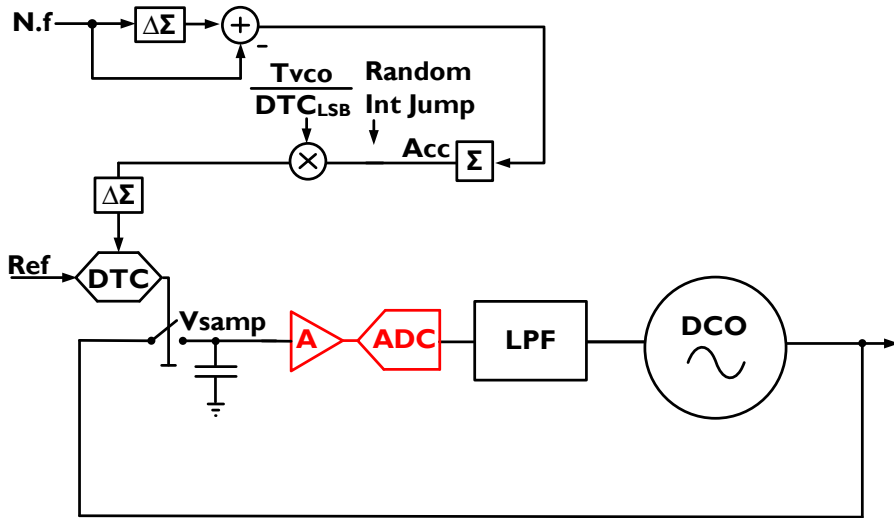 N.f
ΔΣ
+
-
Tvco
DTCLSB
Random
Int Jump
×
Acc
Σ
ΔΣ
Ref
DTC
Vsamp
A
ADC
LPF
DCO